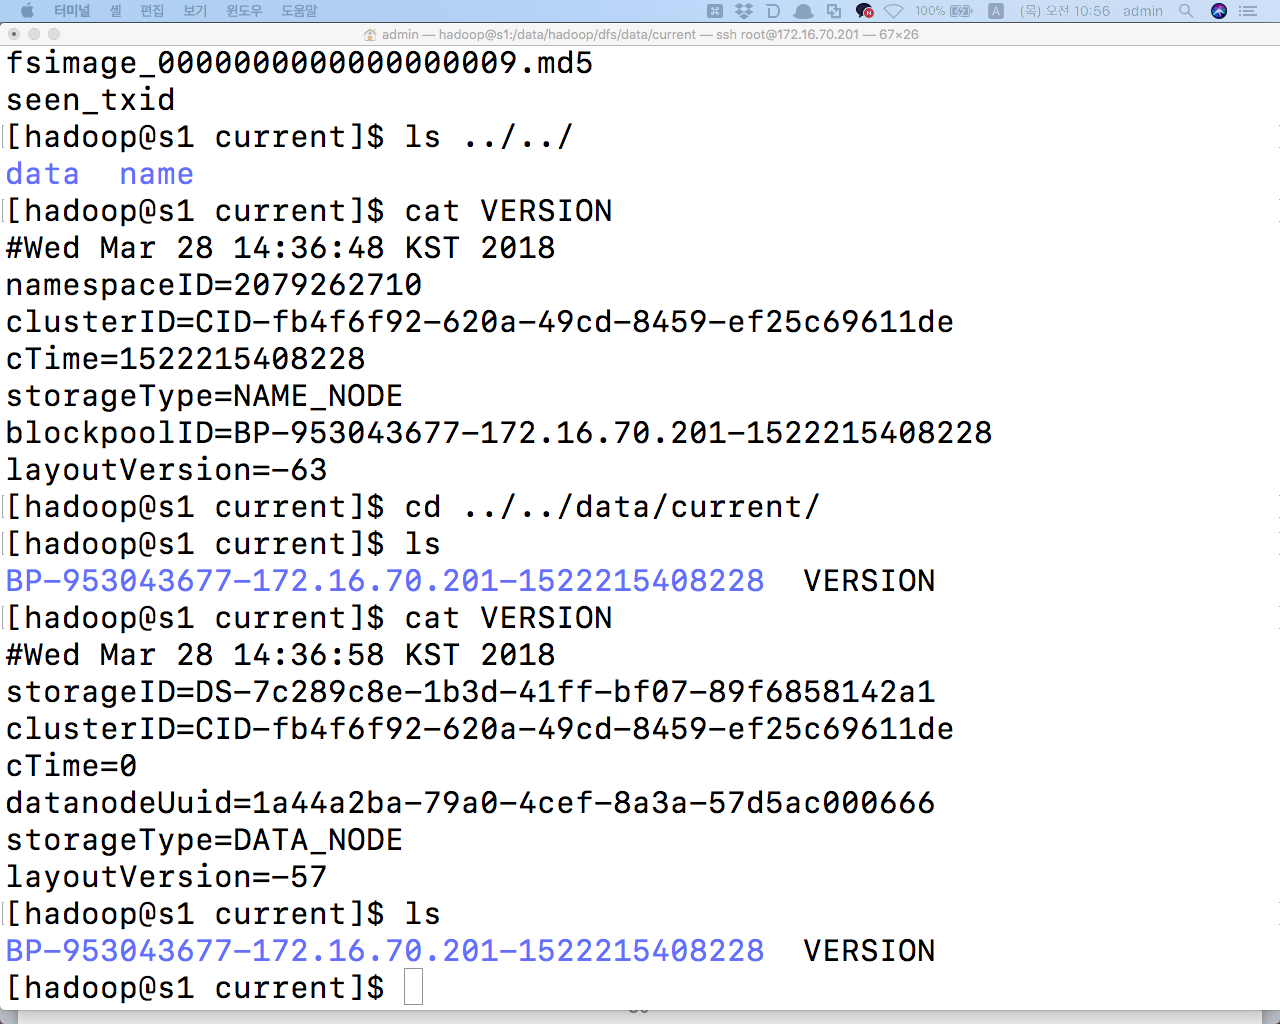 터미널 셸 편집 보기 윈도우 도움말 100% A (목) 오전 10:56 admin
admin — hadoop@s1:/data/hadoop/dfs/data/current — ssh root@172.16.70.201 — 67×26
fsimage_0000000000000000009.md5
seen_txid
[hadoop@s1 current]$ ls ../../
data name
[hadoop@s1 current]$ cat VERSION
#Wed Mar 28 14:36:48 KST 2018
namespaceID=2079262710
clusterID=CID-fb4f6f92-620a-49cd-8459-ef25c69611de
cTime=1522215408228
storageType=NAME_NODE
blockpoolID=BP-953043677-172.16.70.201-1522215408228
layoutVersion=-63
[hadoop@s1 current]$ cd ../../data/current/
[hadoop@s1 current]$ ls
BP-953043677-172.16.70.201-1522215408228 VERSION
[hadoop@s1 current]$ cat VERSION
#Wed Mar 28 14:36:58 KST 2018
storageID=DS-7c289c8e-1b3d-41ff-bf07-89f6858142a1
clusterID=CID-fb4f6f92-620a-49cd-8459-ef25c69611de
cTime=0
datanodeUuid=1a44a2ba-79a0-4cef-8a3a-57d5ac000666
storageType=DATA_NODE
layoutVersion=-57
[hadoop@s1 current]$ ls
BP-953043677-172.16.70.201-1522215408228 VERSION
[hadoop@s1 current]$